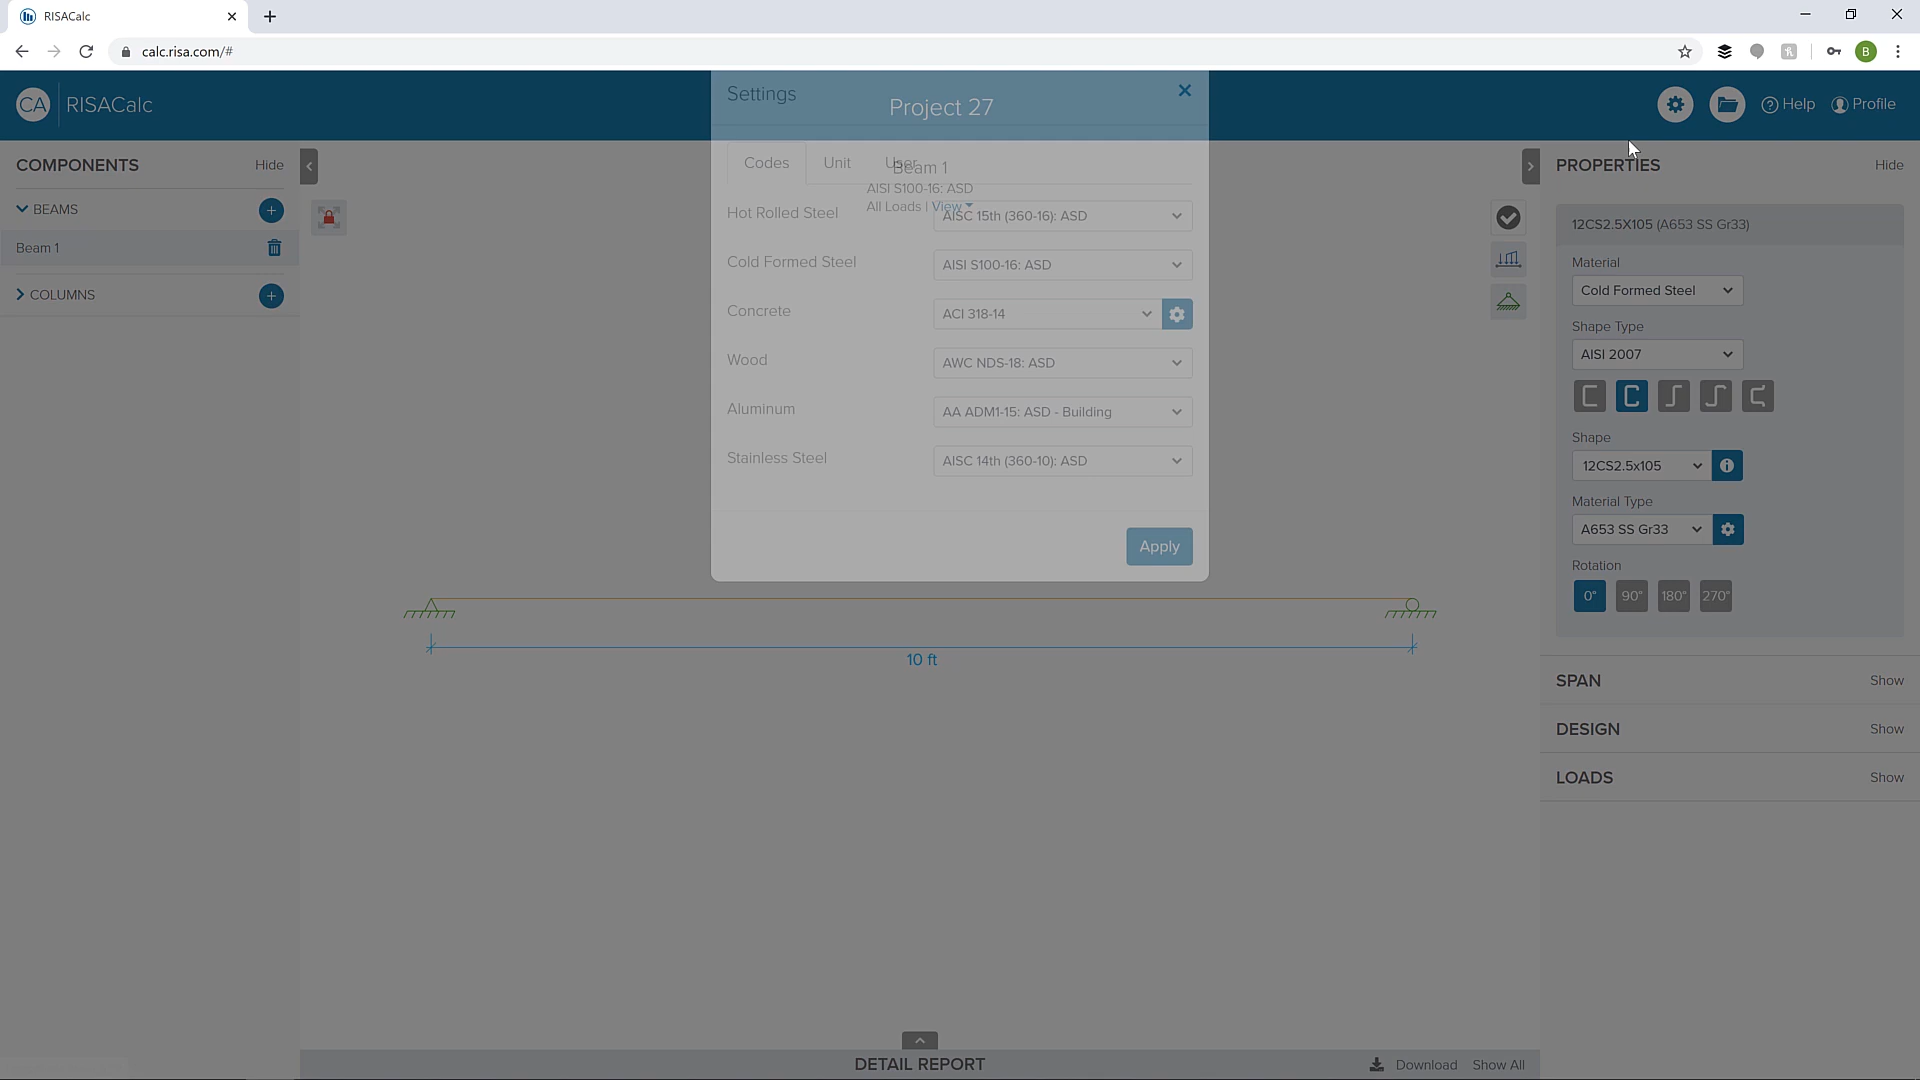 RISACalc
calc.risa.com/#
B
CA RISACalc
Settings
Project 27
Help
Profile
COMPONENTS
Hide
BEAMS
Beam 1
COLUMNS
Codes
Unit
User
Beam 1
AISI S100-16: ASD
All Loads | View
Hot Rolled Steel
AISC 15th (360-16): ASD
Cold Formed Steel
AISI S100-16: ASD
Concrete
ACI 318-14
Wood
AWC NDS-18: ASD
Aluminum
AA ADM1-15: ASD - Building
Stainless Steel
AISC 14th (360-10): ASD
Apply
10 ft
PROPERTIES
Hide
12CS2.5X105 (A653 SS Gr33)
Material
Cold Formed Steel
Shape Type
AISI 2007
Shape
12CS2.5x105
Material Type
A653 SS Gr33
Rotation
0° 90° 180° 270°
SPAN
Show
DESIGN
Show
LOADS
Show
DETAIL REPORT
Download
Show All